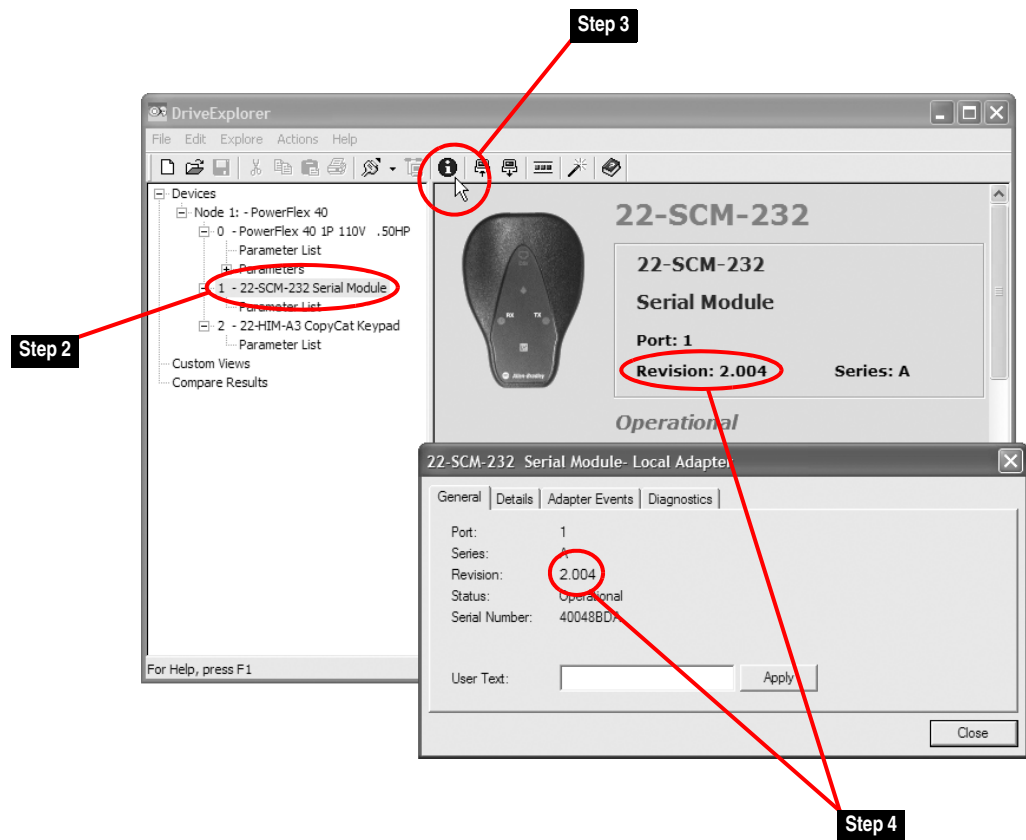 Step 3
DriveExplorer
File Edit Explore Actions Help
Devices
Node 1: - PowerFlex 40
0 - PowerFlex 40 1P 110V .50HP
Parameter List
Parameters
1 - 22-SCM-232 Serial Module
Parameter List
2 - 22-HIM-A3 CopyCat Keypad
Parameter List
Custom Views
Compare Results
Step 2
For Help, press F1
22-SCM-232
RX TX
Allen-Bradley
22-SCM-232
Serial Module
Port: 1
Revision: 2.004 Series: A
Operational
22-SCM-232 Serial Module- Local Adapter
General Details Adapter Events Diagnostics
Port: 1
Series: A
Revision: 2.004
Status: Operational
Serial Number: 40048BDA
User Text: Apply
Close
Step 4